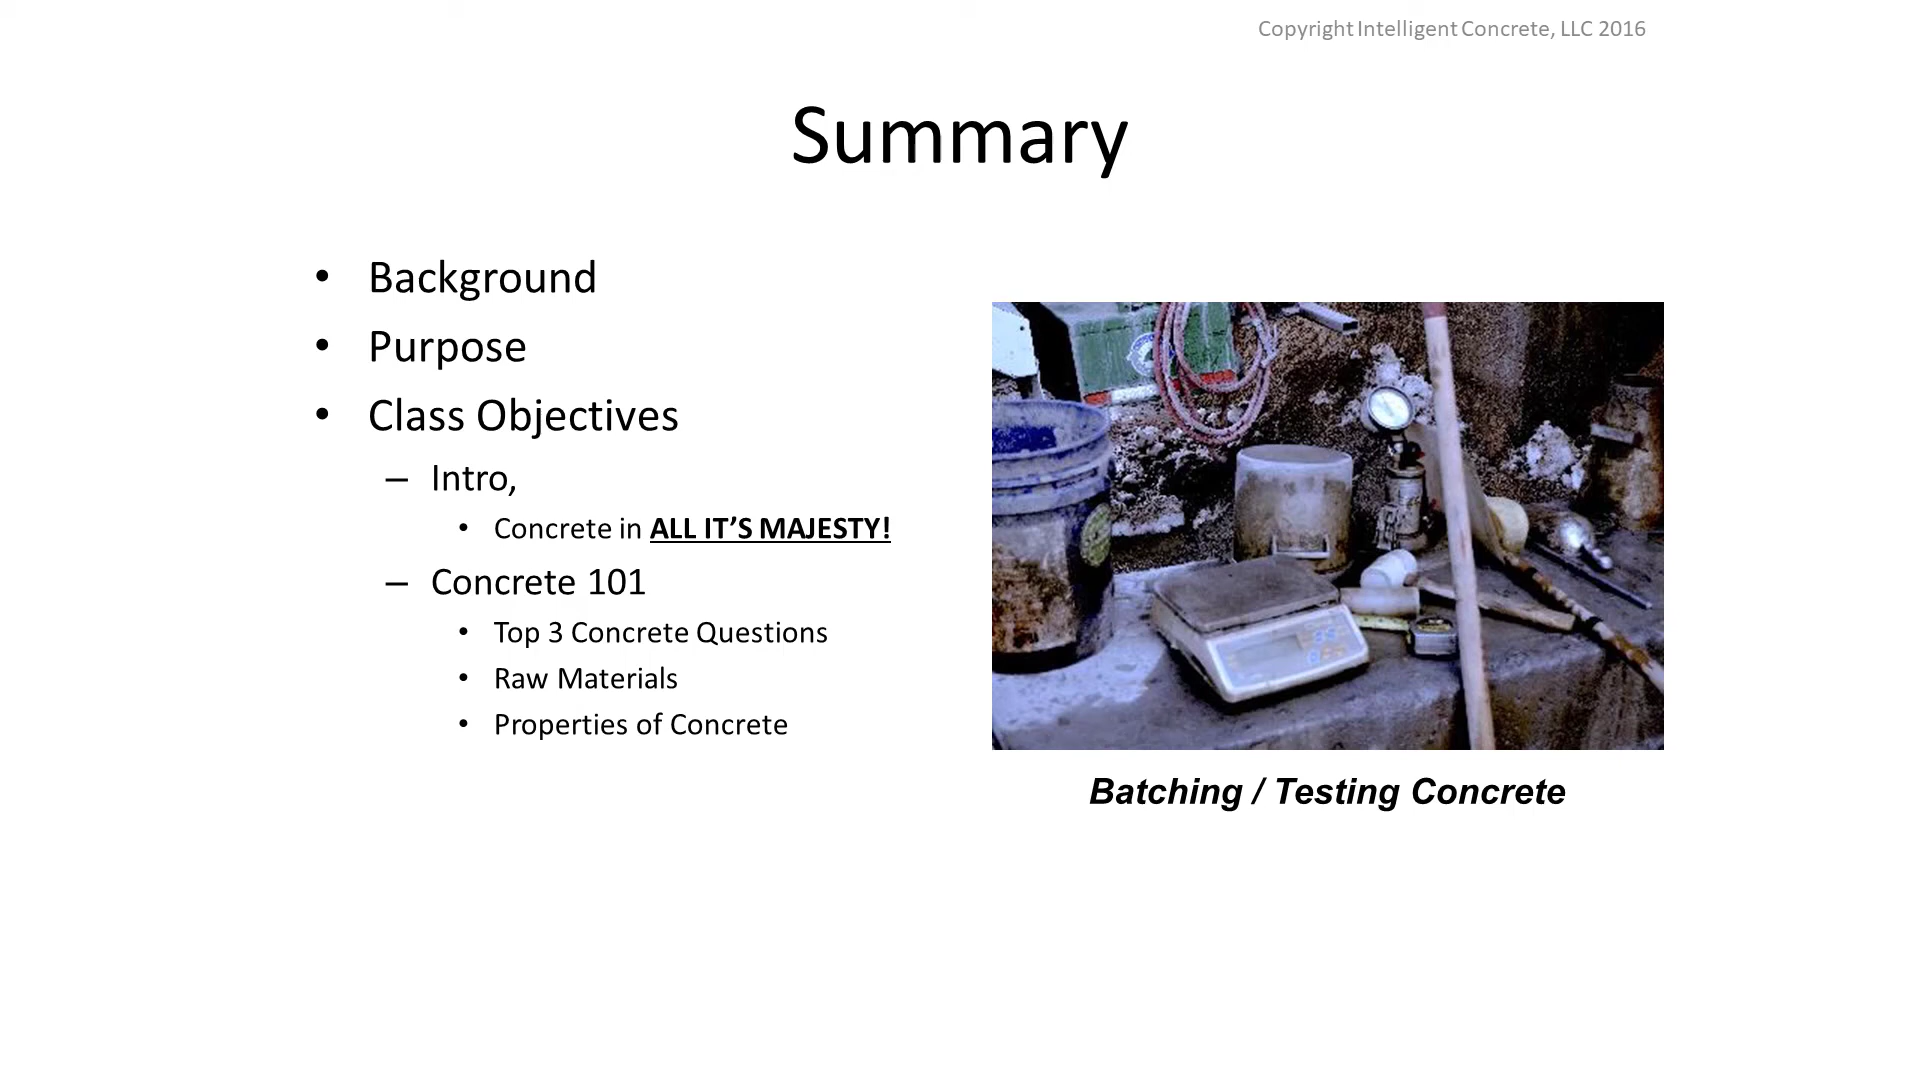 Copyright Intelligent Concrete, LLC 2016
Summary
• Background
• Purpose
• Class Objectives
– Intro,
• Concrete in ALL IT’S MAJESTY!
– Concrete 101
• Top 3 Concrete Questions
• Raw Materials
• Properties of Concrete
Batching / Testing Concrete